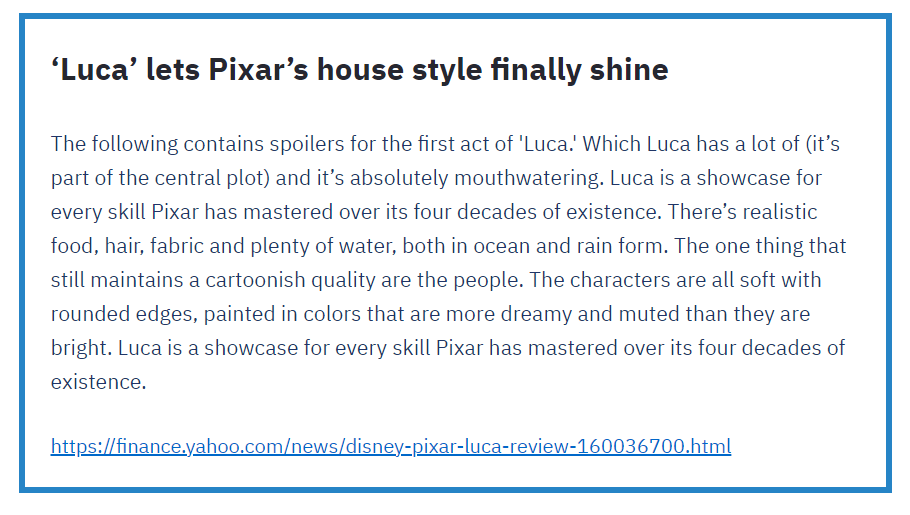 ‘Luca’ lets Pixar’s house style finally shine
The following contains spoilers for the first act of 'Luca.' Which Luca has a lot of (it’s
part of the central plot) and it’s absolutely mouthwatering. Luca is a showcase for
every skill Pixar has mastered over its four decades of existence. There’s realistic
food, hair, fabric and plenty of water, both in ocean and rain form. The one thing that
still maintains a cartoonish quality are the people. The characters are all soft with
rounded edges, painted in colors that are more dreamy and muted than they are
bright. Luca is a showcase for every skill Pixar has mastered over its four decades of
existence.
https://finance.yahoo.com/news/disney-pixar-luca-review-160036700.html